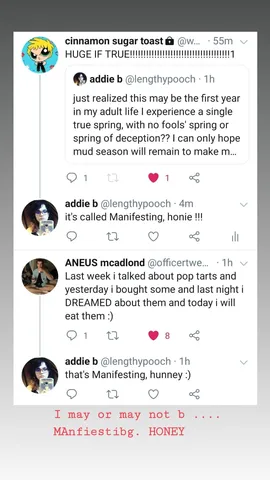 cinnamon sugar toast🔒 @w... · 55m
HUGE IF TRUE!!!!!!!!!!!!!!!!!!!!!!!!!!!!!!!!!!!!!!1
addie b @lengthypooch · 1h
just realized this may be the first year
in my adult life I experience a single
true spring, with no fools' spring or
spring of deception?? I can only hope
mud season will remain to make m...
1 1
addie b @lengthypooch · 4m
it's called Manifesting, honie !!!
ANEUS mcadlond @officertwe... · 1h
Last week i talked about pop tarts and
yesterday i bought some and last night i
DREAMED about them and today i will
eat them :)
1 8
addie b @lengthypooch · 1h
that's Manifesting, hunney :)
I may or may not b ....
MAnfiestibg. HONEY